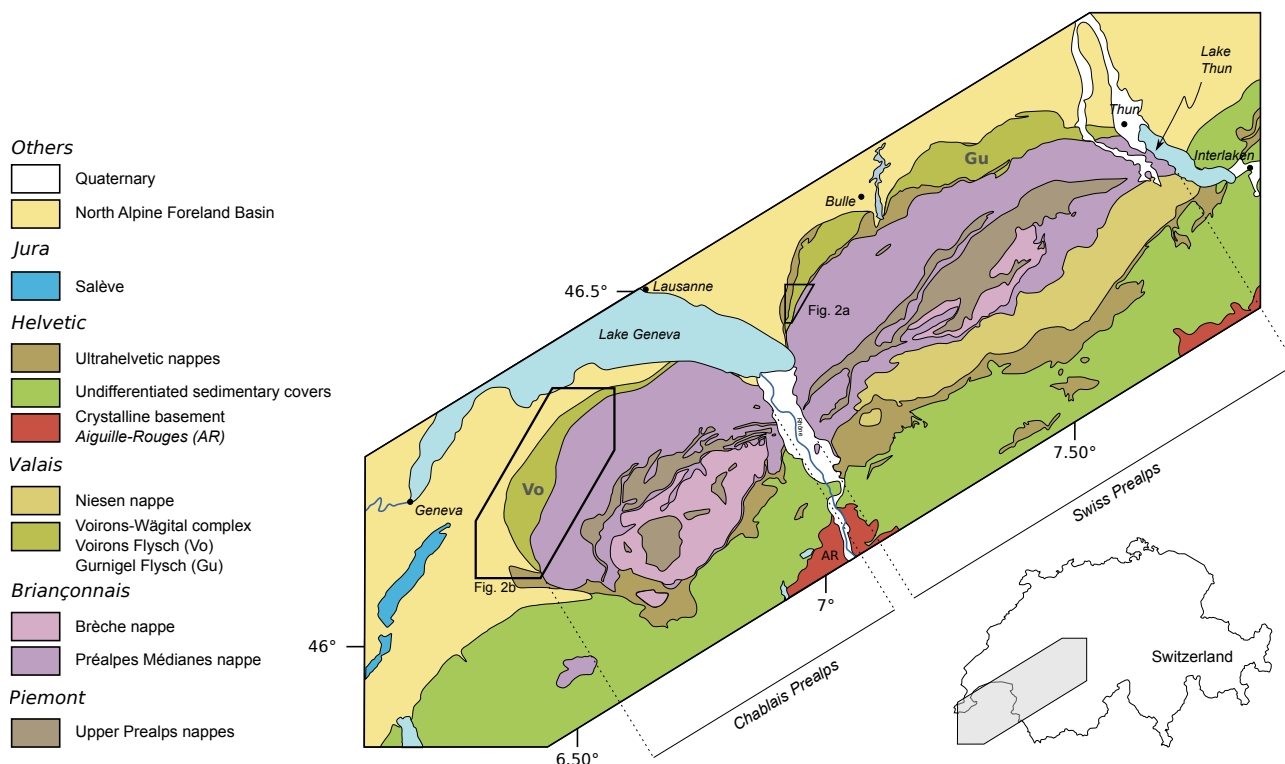 Others
Quaternary
North Alpine Foreland Basin
Jura
Salève
Helvetic
Ultrahelvetic nappes
Undifferentiated sedimentary covers
Crystalline basement
Aiguille-Rouges (AR)
Valais
Niesen nappe
Voirons-Wägital complex
Voirons Flysch (Vo)
Gurnigel Flysch (Gu)
Briançonnais
Brèche nappe
Préalpes Médianes nappe
Piemont
Upper Prealps nappes
Lake
Thun
Thun
Gu
Interlaken
Bulle
46.5°
Lausanne
Fig. 2a
Lake Geneva
Rhône
7.50°
Vo
Geneva
Swiss Prealps
AR
Fig. 2b
7°
46°
Switzerland
Chablais Prealps
6.50°